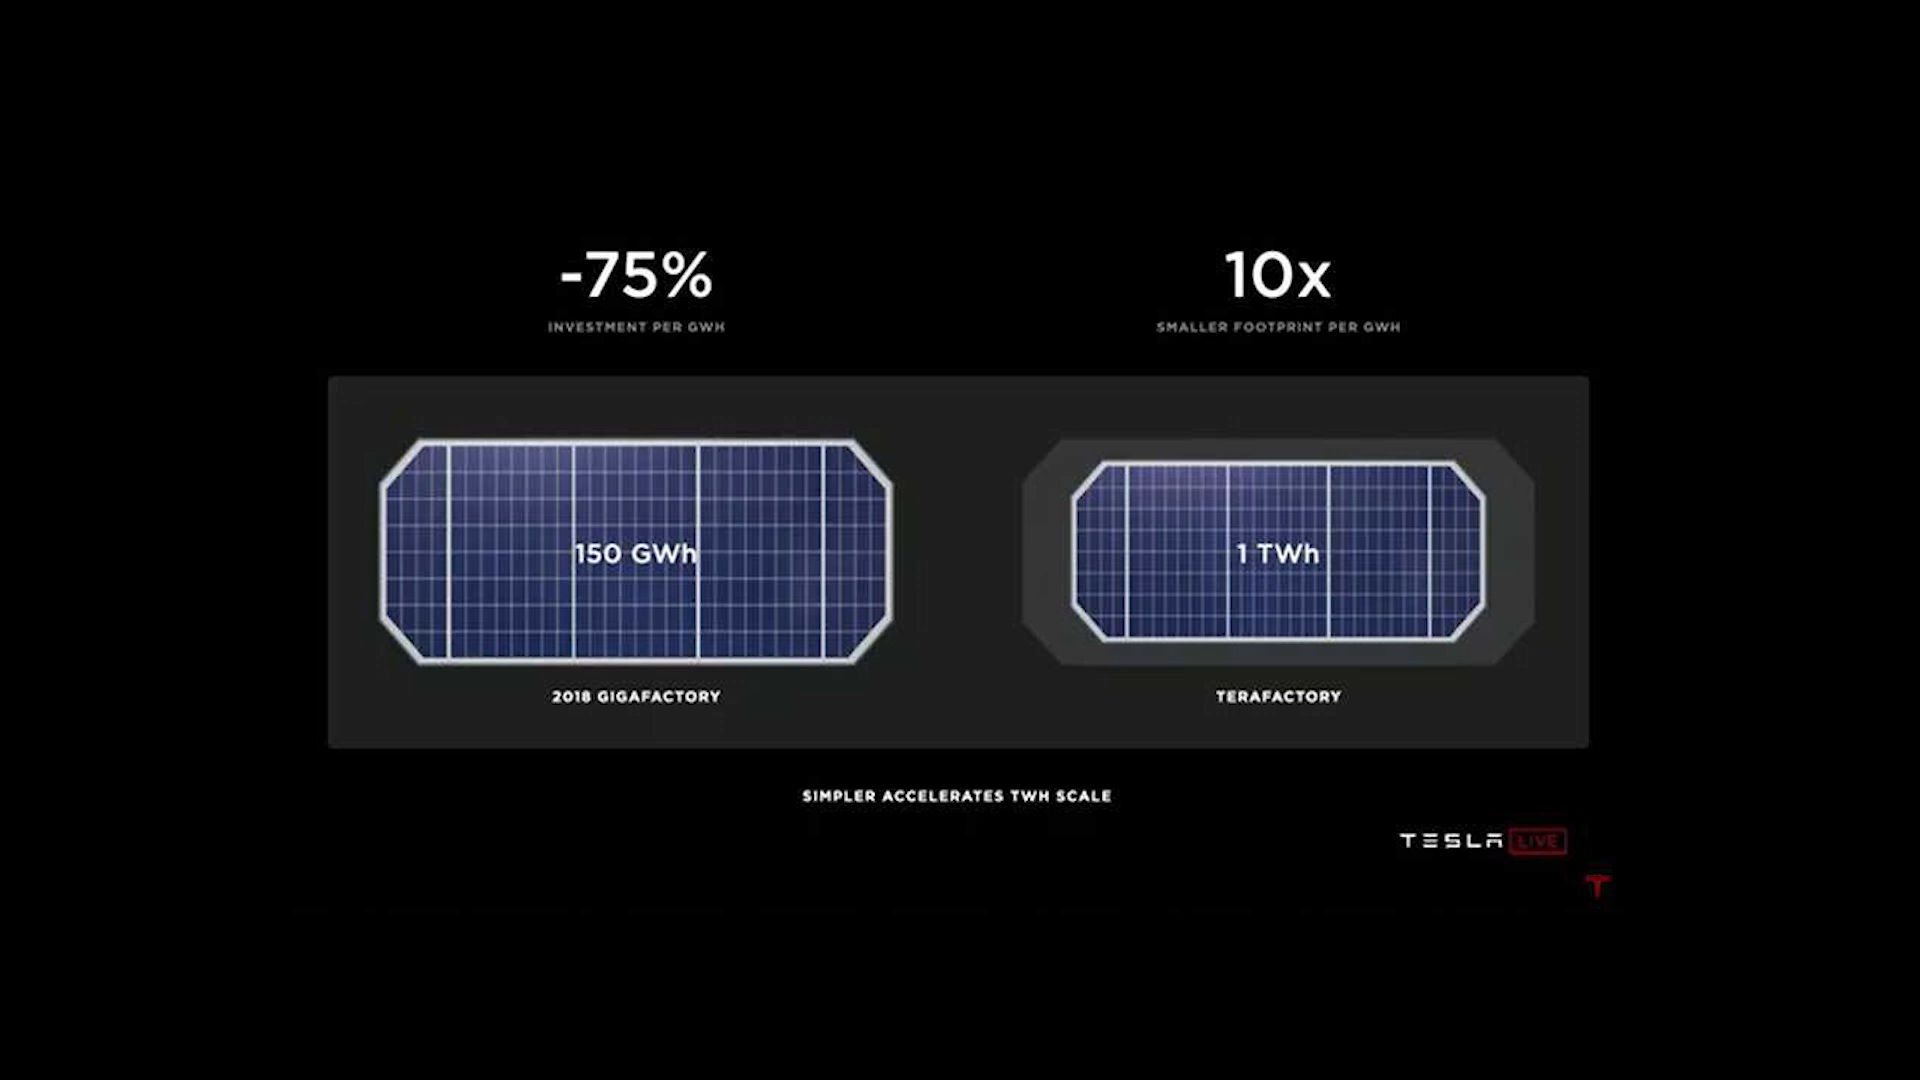 -75%
INVESTMENT PER GWH
10x
SMALLER FOOTPRINT PER GWH
150 GWh
2018 GIGAFACTORY
1 TWh
TERAFACTORY
SIMPLER ACCELERATES TWH SCALE
TESLA LIVE